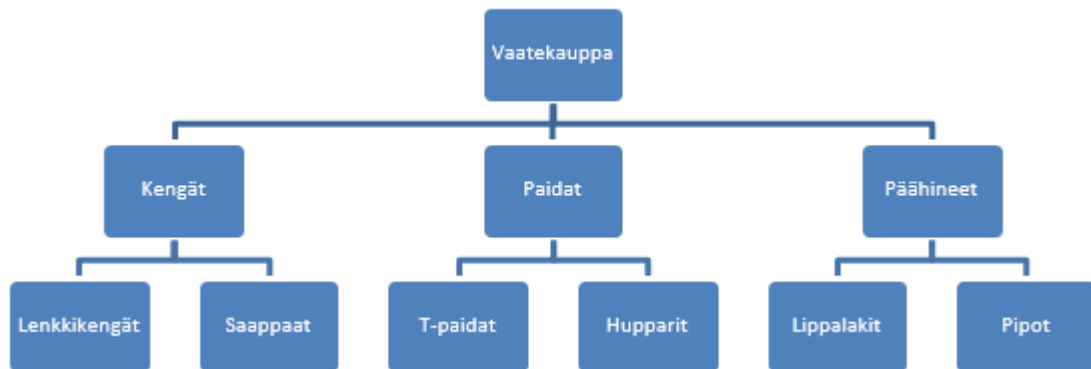 Vaatekauppa
Kengät
Paidat
Päähineet
Lenkkikengät
Saappaat
T-paidat
Hupparit
Lippalakit
Pipot